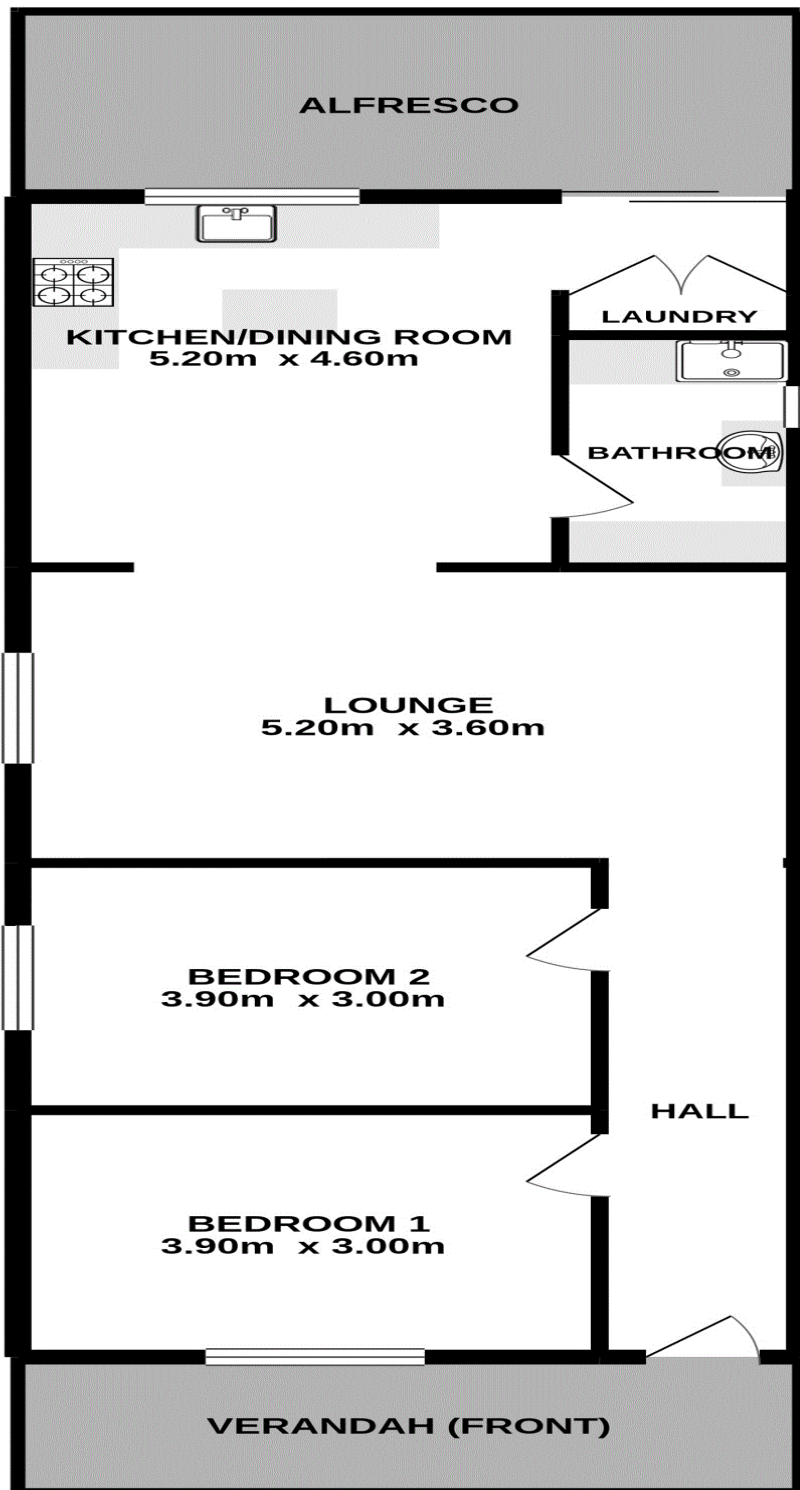 ALFRESCO
KITCHEN/DINING ROOM
5.20m x 4.60m
LAUNDRY
BATHROOM
LOUNGE
5.20m x 3.60m
BEDROOM 2
3.90m x 3.00m
HALL
BEDROOM 1
3.90m x 3.00m
VERANDAH (FRONT)